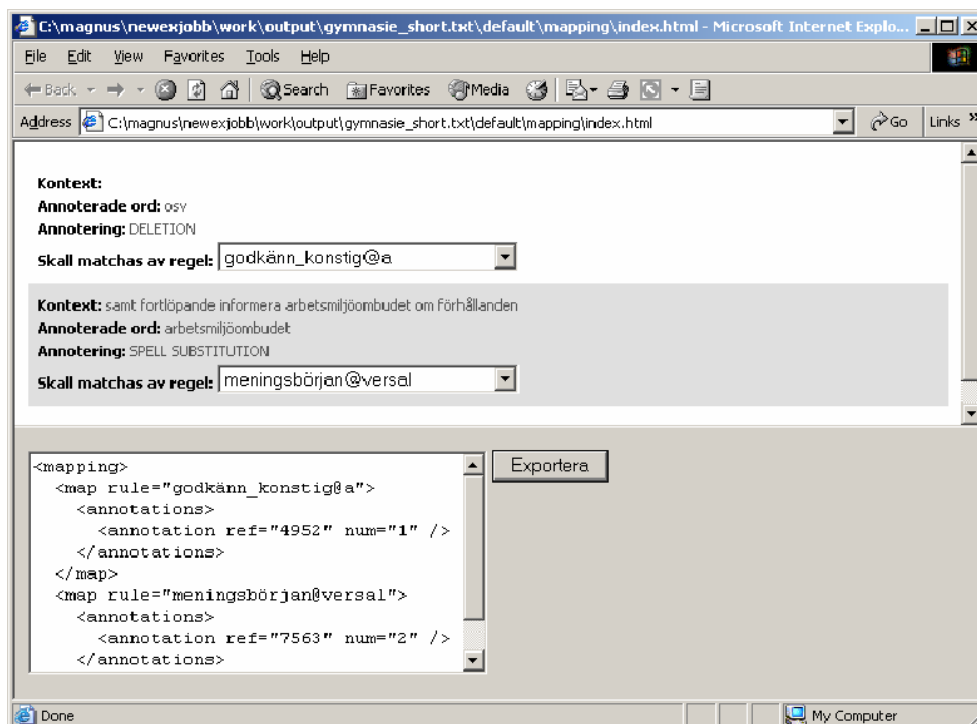 C:\magnus\newexjobb\work\output\gymnasie_short.txt\default\mapping\index.html - Microsoft Internet Explo...
File Edit View Favorites Tools Help
Back Search Favorites Media
Address C:\magnus\newexjobb\work\output\gymnasie_short.txt\default\mapping\index.html Go Links »
Kontext:
Annoterade ord: osv
Annotering: DELETION
Skall matchas av regel: godkänn_konstig@a
Kontext: samt fortlöpande informera arbetsmiljöombudet om förhållanden
Annoterade ord: arbetsmiljöombudet
Annotering: SPELL SUBSTITUTION
Skall matchas av regel: meningsbörjan@versal
<mapping>
<map rule="godkänn_konstig@a">
<annotations>
<annotation ref="4952" num="1" />
</annotations>
</map>
<map rule="meningsbörjan@versal">
<annotations>
<annotation ref="7563" num="2" />
</annotations>
Exportera
Done My Computer